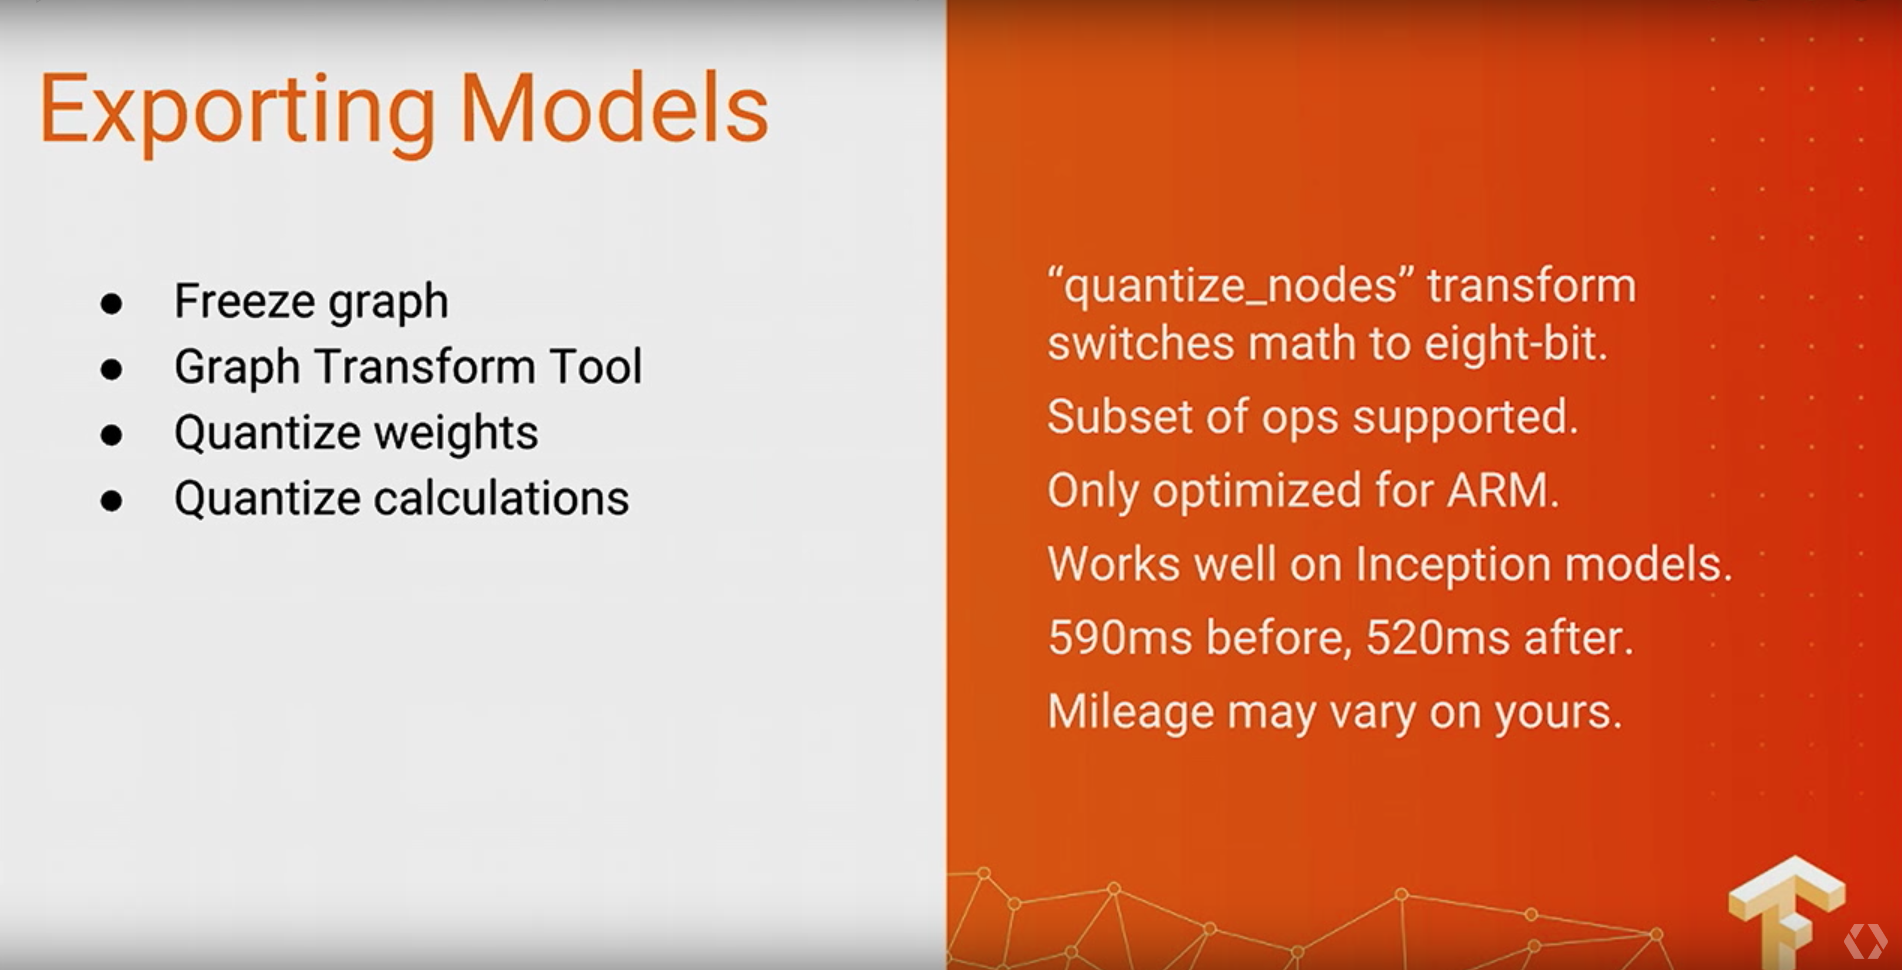 Exporting Models
● Freeze graph
● Graph Transform Tool
● Quantize weights
● Quantize calculations
“quantize_nodes” transform
switches math to eight-bit.
Subset of ops supported.
Only optimized for ARM.
Works well on Inception models.
590ms before, 520ms after.
Mileage may vary on yours.